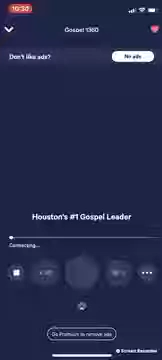 10:30
Gospel 1360
Don't like ads?
No ads
Houston's #1 Gospel Leader
Connecting...
Go Premium to remove ads
Screen Recorder